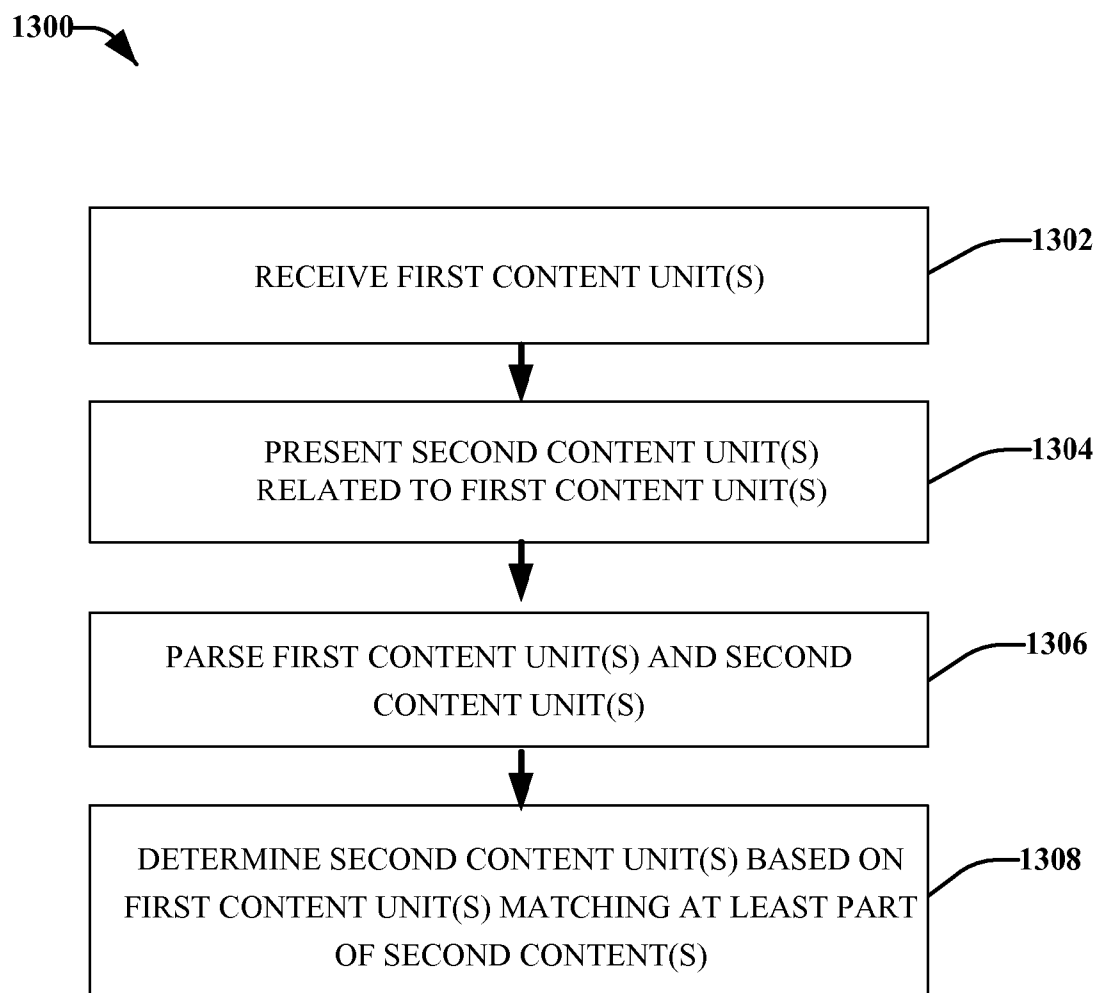 1300
RECEIVE FIRST CONTENT UNIT(S)
1302
PRESENT SECOND CONTENT UNIT(S)
RELATED TO FIRST CONTENT UNIT(S)
1304
PARSE FIRST CONTENT UNIT(S) AND SECOND
CONTENT UNIT(S)
1306
DETERMINE SECOND CONTENT UNIT(S) BASED ON
FIRST CONTENT UNIT(S) MATCHING AT LEAST PART
OF SECOND CONTENT(S)
1308